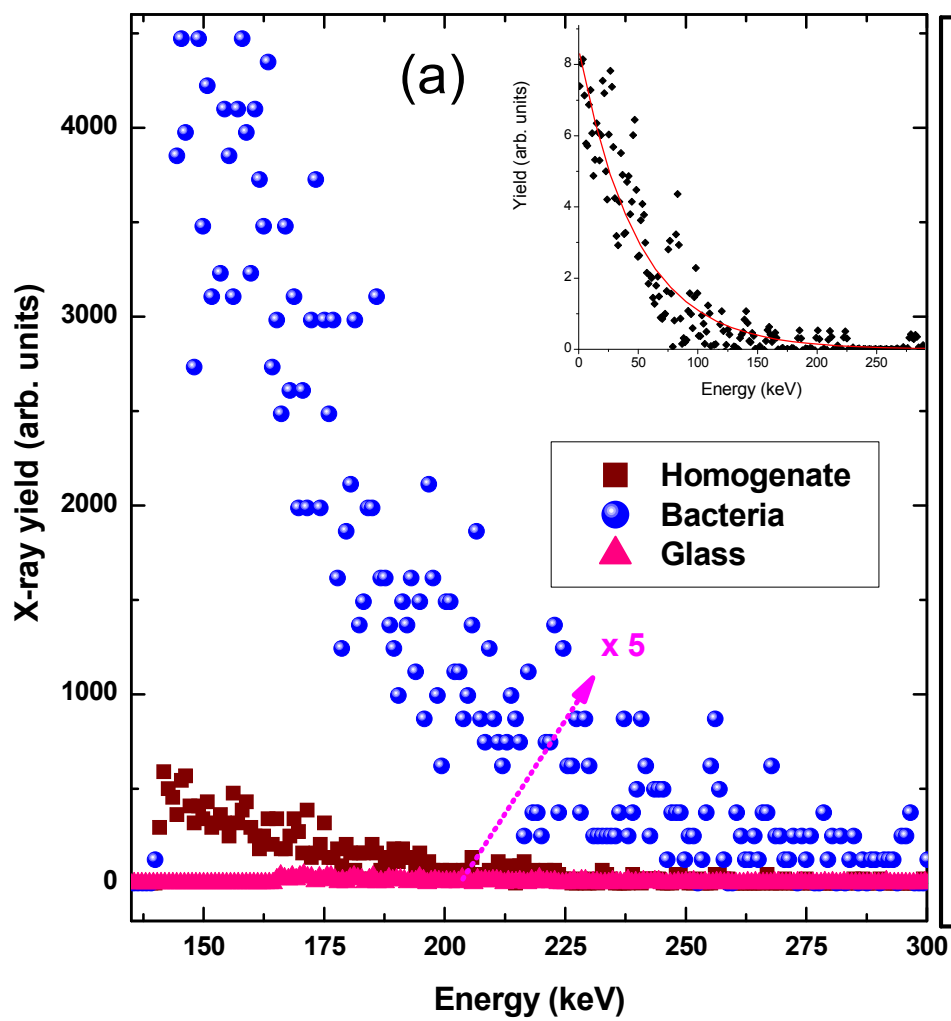 (a)
Yield (arb. units)
8
6
4
2
0
0 50 100 150 200 250
Energy (keV)
X-ray yield (arb. units)
4000
3000
2000
1000
0
Homogenate
Bacteria
Glass
x 5
150 175 200 225 250 275 300
Energy (keV)